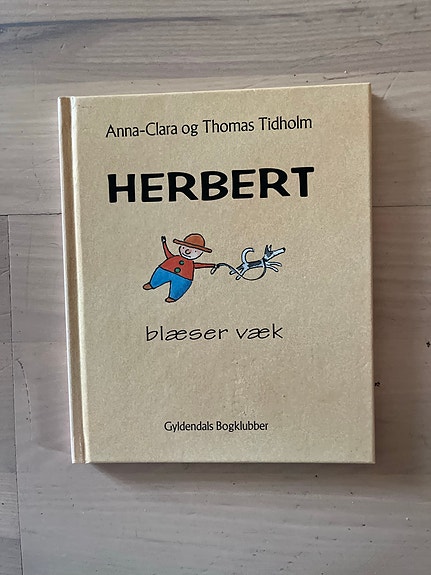 Anna-Clara og Thomas Tidholm
HERBERT
blæser væk
Gyldendals Bogklubber